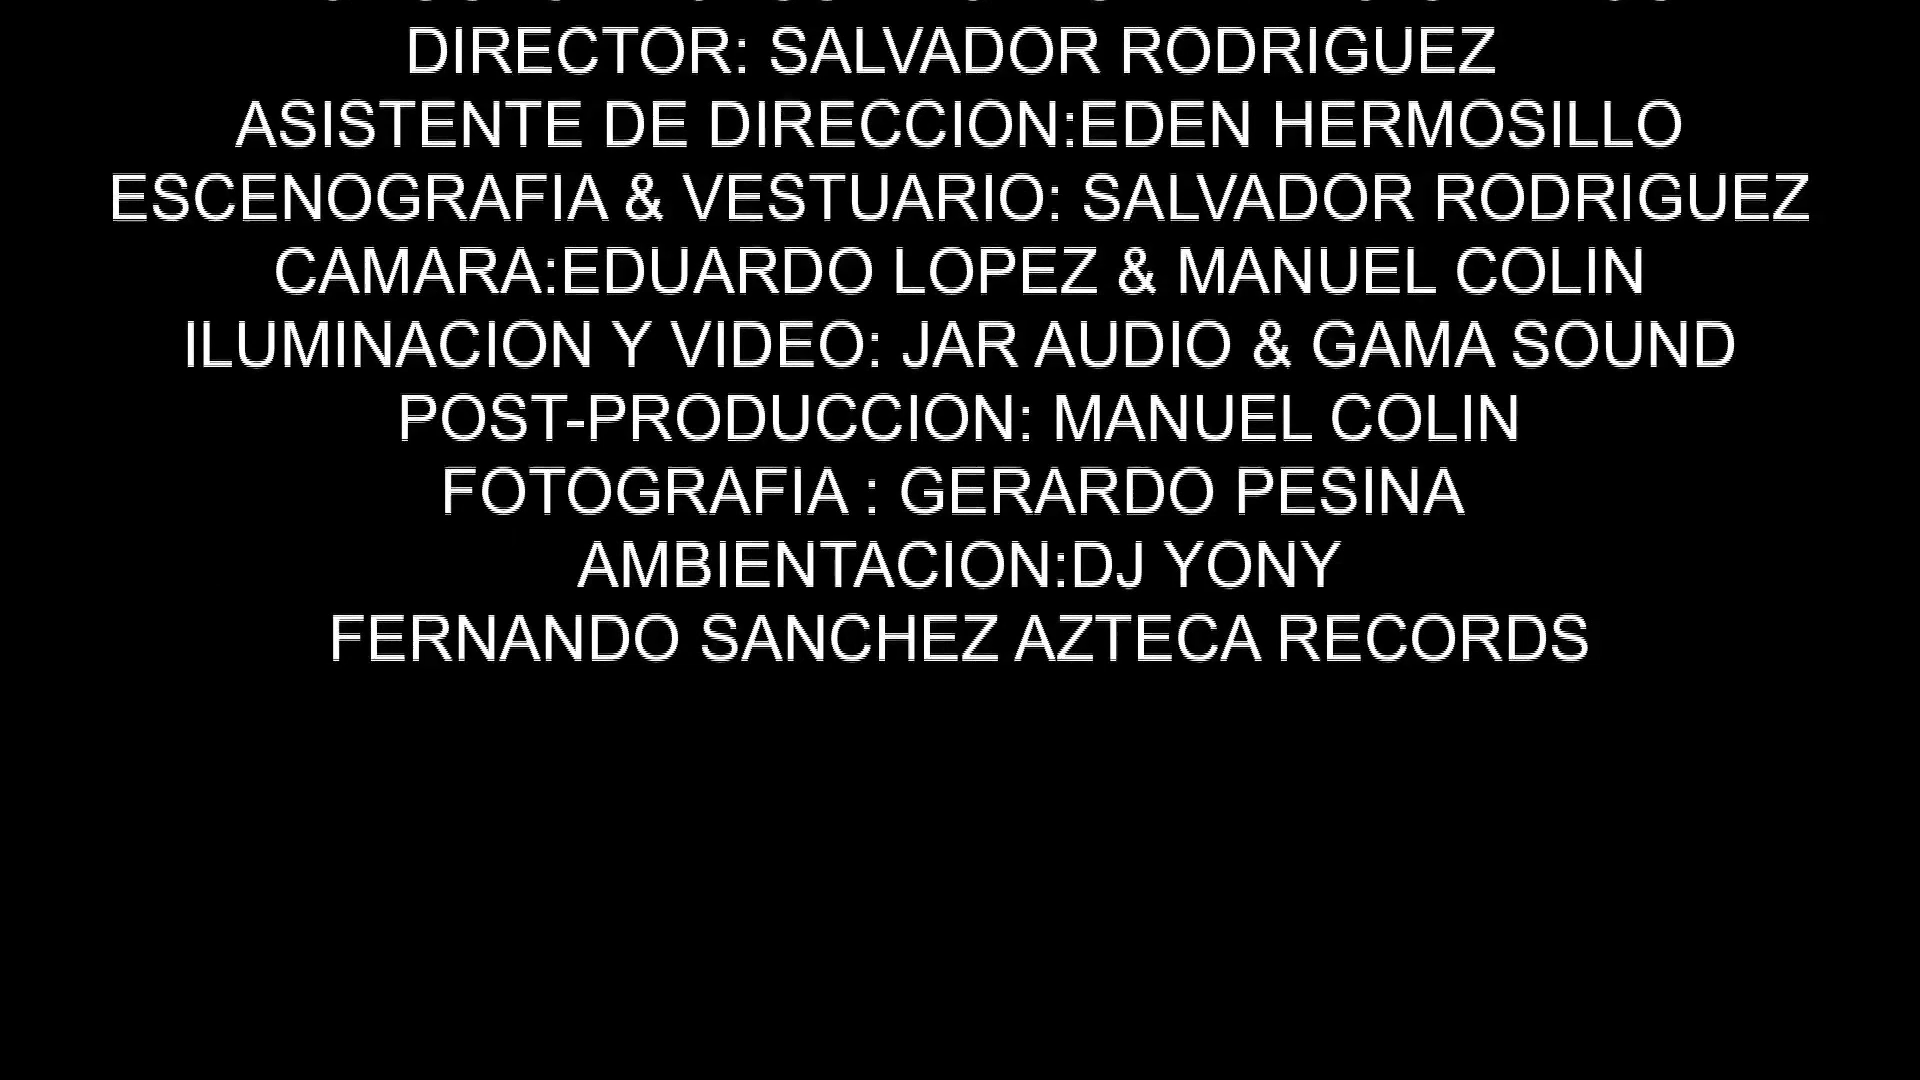 DIRECTOR: SALVADOR RODRIGUEZ
ASISTENTE DE DIRECCION:EDEN HERMOSILLO
ESCENOGRAFIA & VESTUARIO: SALVADOR RODRIGUEZ
CAMARA:EDUARDO LOPEZ & MANUEL COLIN
ILUMINACION Y VIDEO: JAR AUDIO & GAMA SOUND
POST-PRODUCCION: MANUEL COLIN
FOTOGRAFIA : GERARDO PESINA
AMBIENTACION:DJ YONY
FERNANDO SANCHEZ AZTECA RECORDS